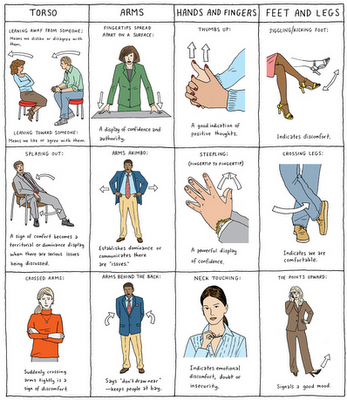 TORSO
ARMS
HANDS AND FINGERS
FEET AND LEGS
LEANING AWAY FROM SOMEONE:
Means we dislike or disagree with
them.
LEANING TOWARD SOMEONE:
Means we like or agree with them.
FINGERTIPS SPREAD
APART ON A SURFACE:
A display of confidence and
authority.
THUMBS UP:
A good indication of
positive thoughts.
JIGGLING/KICKING FOOT:
Indicates discomfort.
SPLAYING OUT:
A sign of comfort becomes a
territorial or dominance display
when there are serious issues
being discussed.
ARMS AKIMBO:
Establishes dominance or
communicates there
are "issues."
STEEPLING:
(FINGERTIP TO FINGERTIP)
A powerful display
of confidence.
CROSSING LEGS:
Indicates we are
comfortable.
CROSSED ARMS:
Suddenly crossing
arms tightly is a
sign of discomfort
ARMS BEHIND THE BACK:
Says "don't draw near"
—keeps people at bay.
NECK TOUCHING:
Indicates emotional
discomfort, doubt or
insecurity.
TOE POINTS UPWARD:
Signals a good mood.